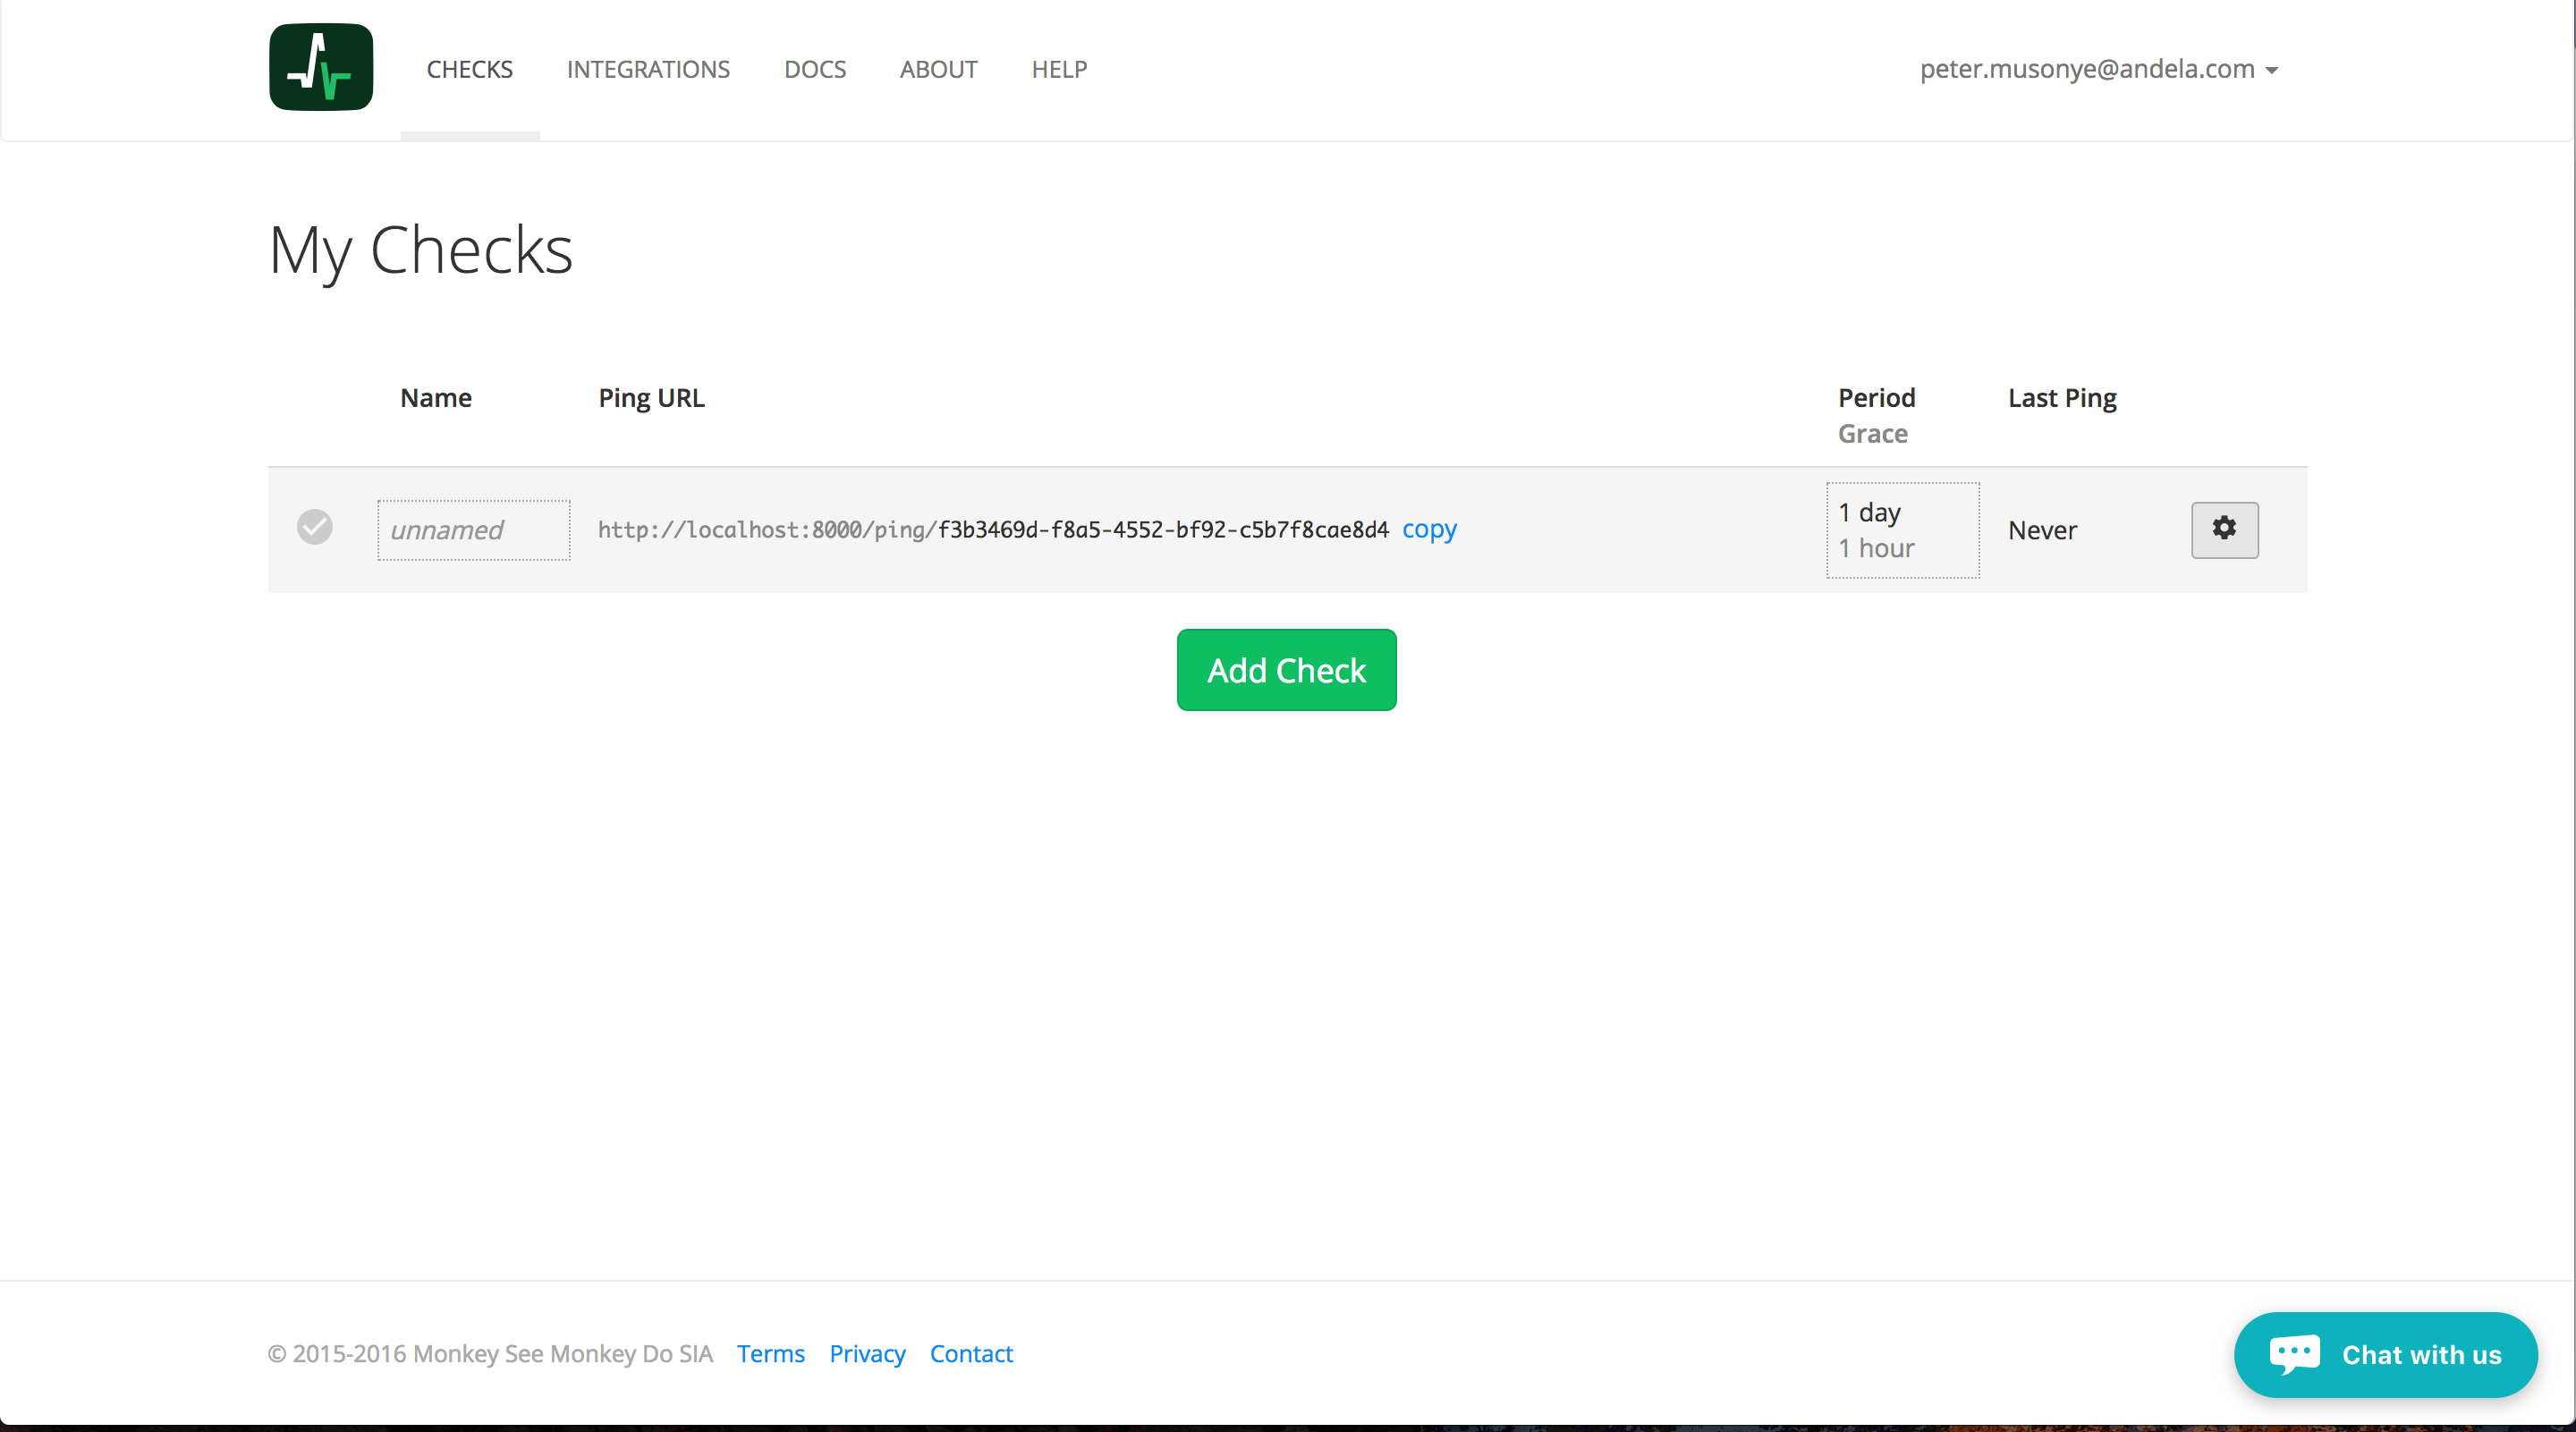 CHECKS INTEGRATIONS DOCS ABOUT HELP peter.musonye@andela.com
My Checks
Name Ping URL Period Last Ping
Grace
unnamed http://localhost:8000/ping/f3b3469d-f8a5-4552-bf92-c5b7f8cae8d4 copy 1 day Never
1 hour
Add Check
© 2015-2016 Monkey See Monkey Do SIA Terms Privacy Contact
Chat with us